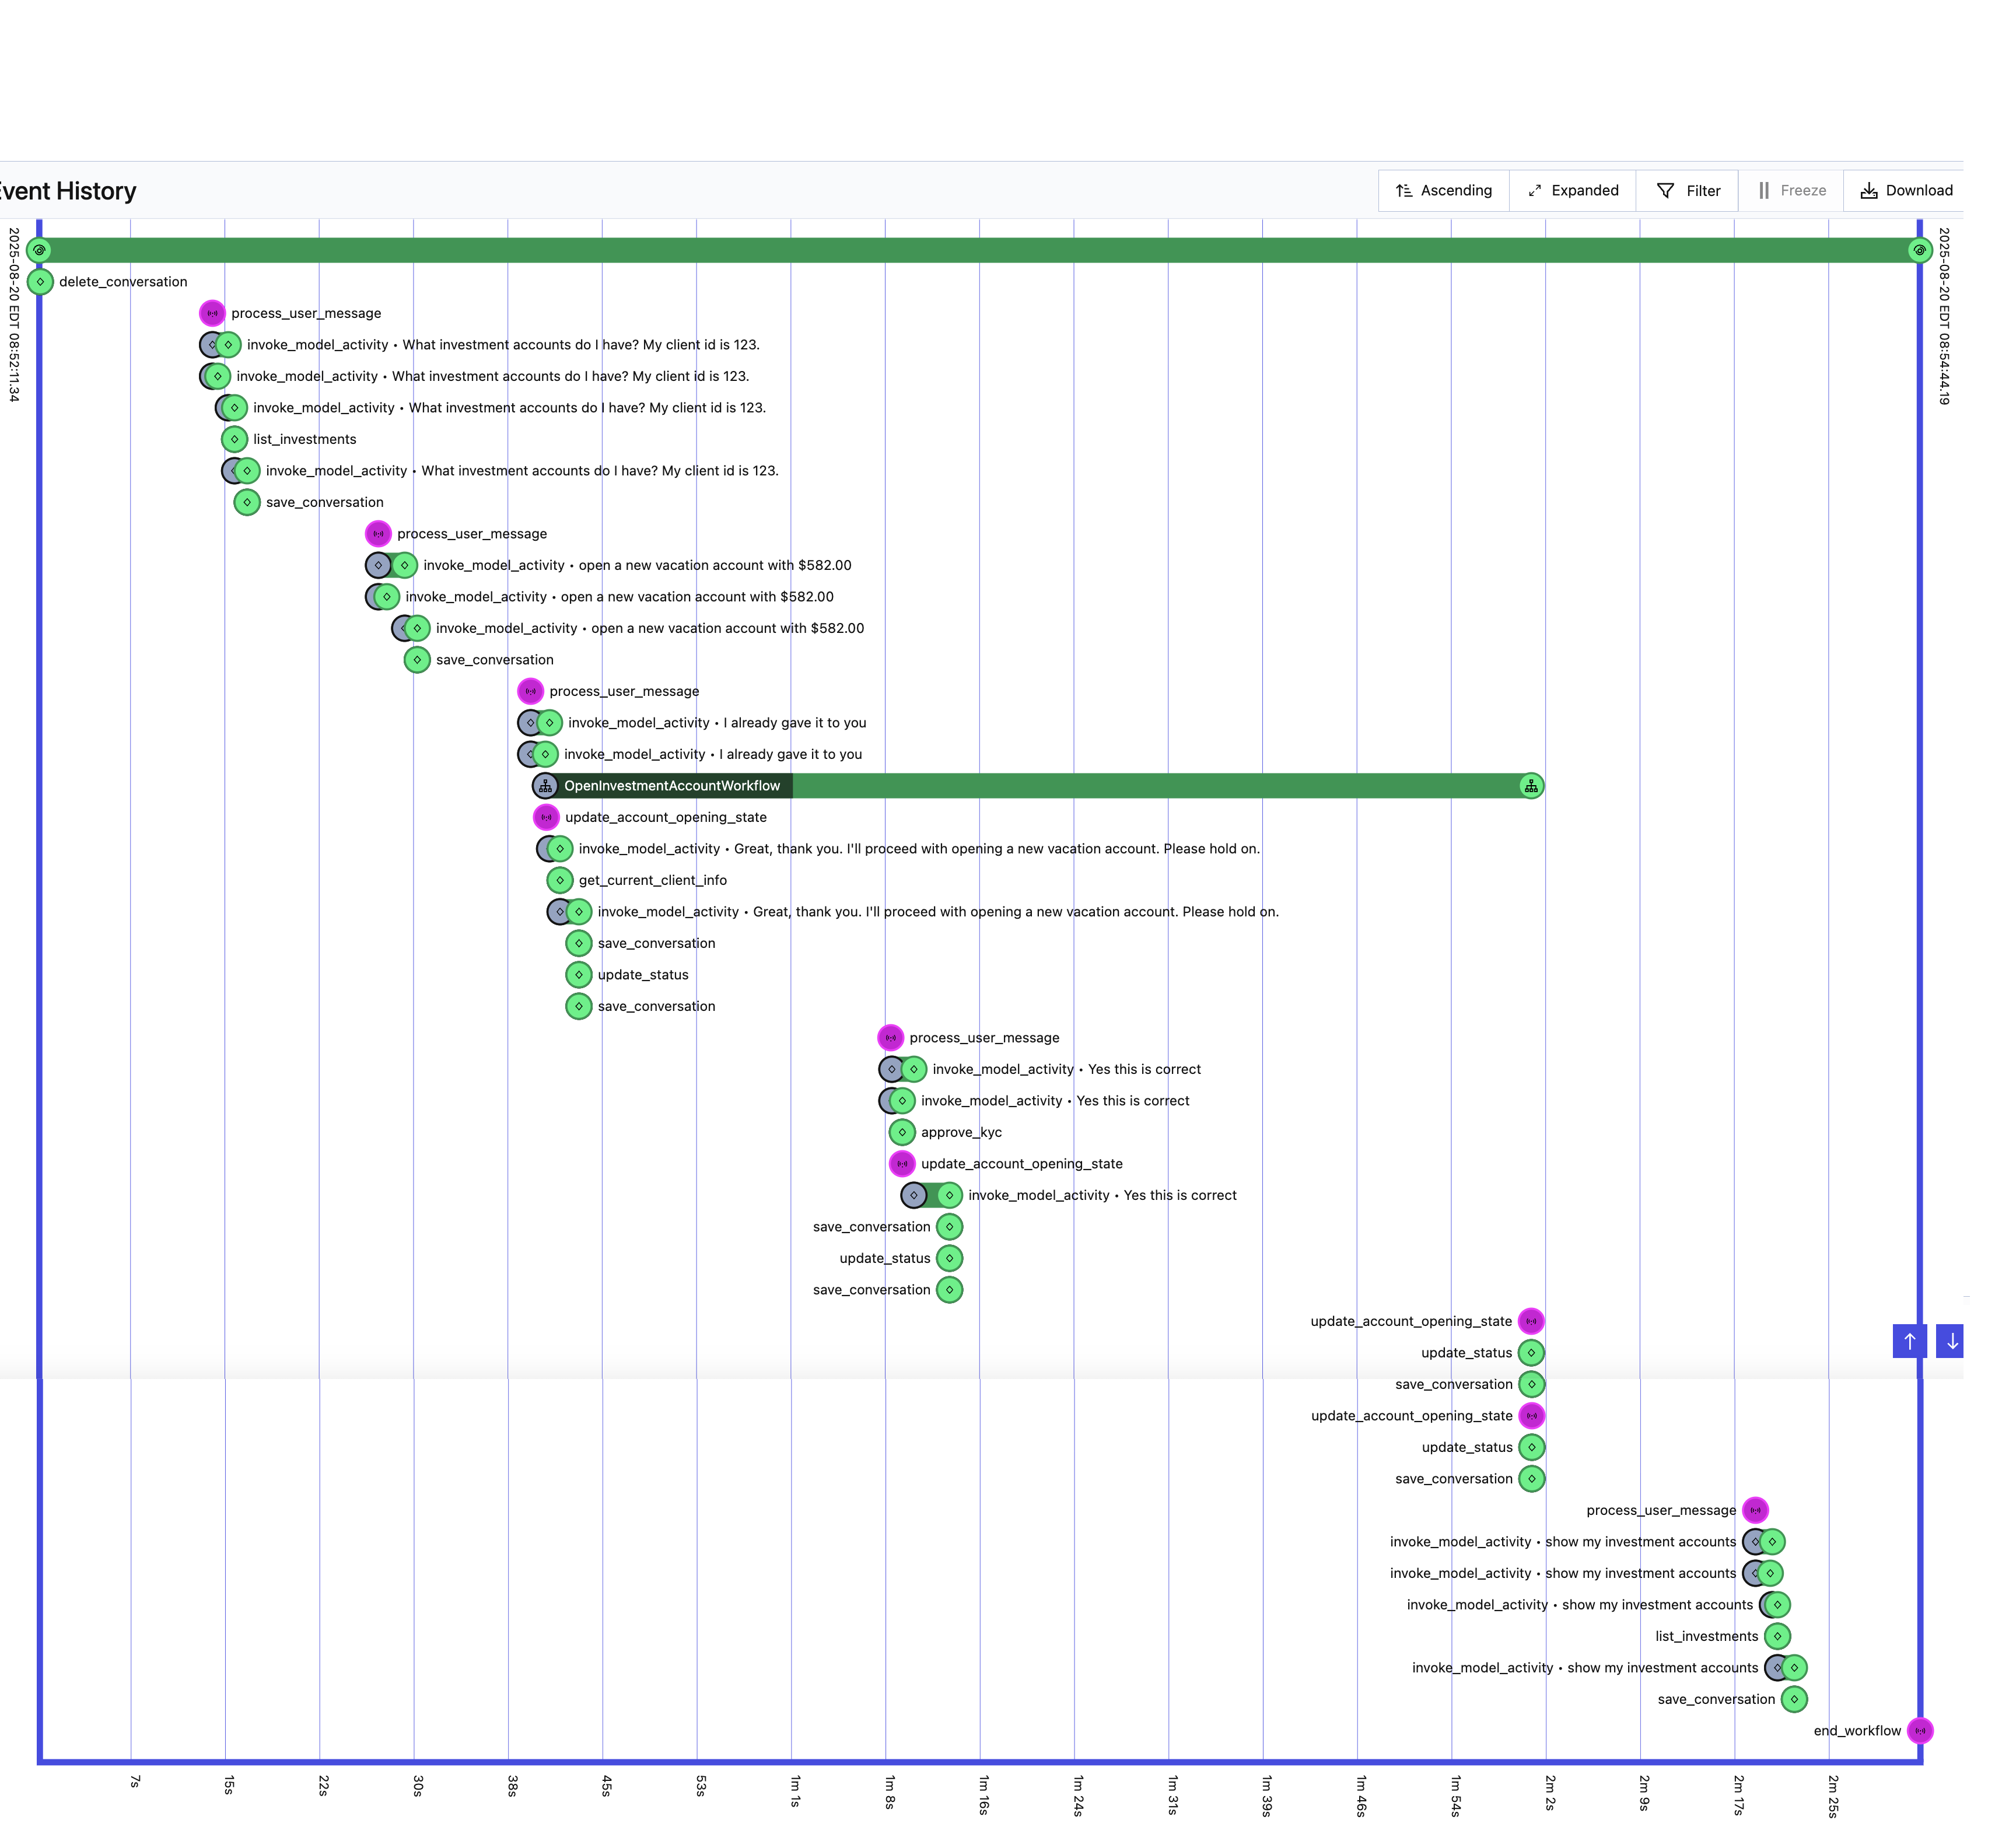 Event History
Ascending
Expanded
Filter
Freeze
Download
2025-08-20 EDT 08:52:11.34
2025-08-20 EDT 08:54:44.19
delete_conversation
process_user_message
invoke_model_activity • What investment accounts do I have? My client id is 123.
invoke_model_activity • What investment accounts do I have? My client id is 123.
invoke_model_activity • What investment accounts do I have? My client id is 123.
list_investments
invoke_model_activity • What investment accounts do I have? My client id is 123.
save_conversation
process_user_message
invoke_model_activity • open a new vacation account with $582.00
invoke_model_activity • open a new vacation account with $582.00
invoke_model_activity • open a new vacation account with $582.00
save_conversation
process_user_message
invoke_model_activity • I already gave it to you
invoke_model_activity • I already gave it to you
OpenInvestmentAccountWorkflow
update_account_opening_state
invoke_model_activity • Great, thank you. I'll proceed with opening a new vacation account. Please hold on.
get_current_client_info
invoke_model_activity • Great, thank you. I'll proceed with opening a new vacation account. Please hold on.
save_conversation
update_status
save_conversation
process_user_message
invoke_model_activity • Yes this is correct
invoke_model_activity • Yes this is correct
approve_kyc
update_account_opening_state
invoke_model_activity • Yes this is correct
save_conversation
update_status
save_conversation
update_account_opening_state
update_status
save_conversation
update_account_opening_state
update_status
save_conversation
process_user_message
invoke_model_activity • show my investment accounts
invoke_model_activity • show my investment accounts
invoke_model_activity • show my investment accounts
list_investments
invoke_model_activity • show my investment accounts
save_conversation
end_workflow
7s
15s
22s
30s
38s
45s
53s
1m 1s
1m 8s
1m 16s
1m 24s
1m 31s
1m 39s
1m 46s
1m 54s
2m 2s
2m 9s
2m 17s
2m 25s